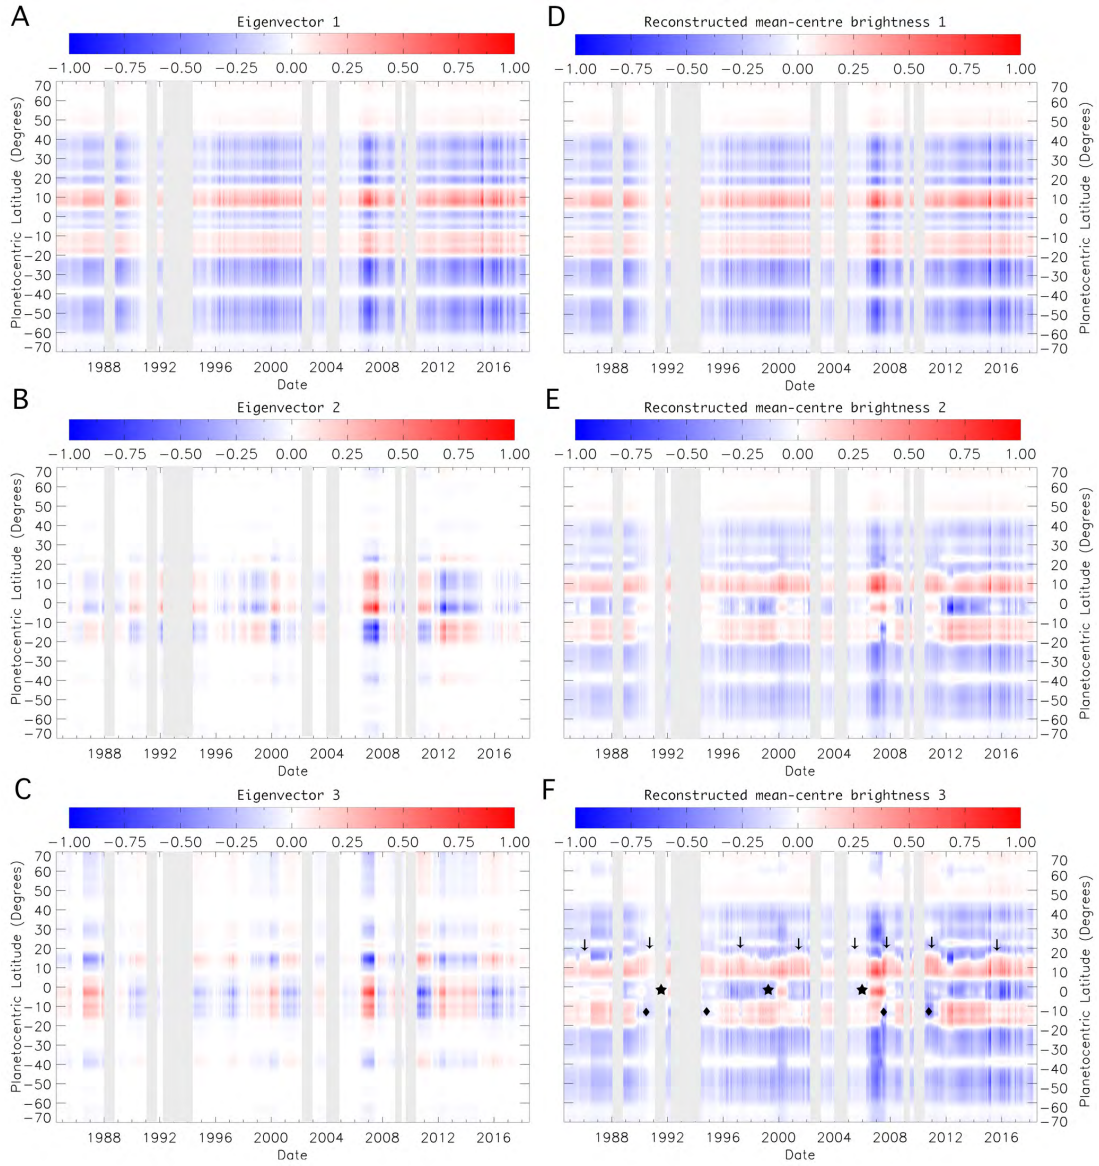 A
Eigenvector 1
−1.00 −0.75 −0.50 −0.25 0.00 0.25 0.50 0.75 1.00
Planetocentric Latitude (Degrees)
70
60
50
40
30
20
10
0
−10
−20
−30
−40
−50
−60
−70
1988 1992 1996 2000 2004 2008 2012 2016
Date
D
Reconstructed mean-centre brightness 1
−1.00 −0.75 −0.50 −0.25 0.00 0.25 0.50 0.75 1.00
70
60
50
40
30
20
10
0
−10
−20
−30
−40
−50
−60
−70
Planetocentric Latitude (Degrees)
1988 1992 1996 2000 2004 2008 2012 2016
Date
B
Eigenvector 2
−1.00 −0.75 −0.50 −0.25 0.00 0.25 0.50 0.75 1.00
Planetocentric Latitude (Degrees)
70
60
50
40
30
20
10
0
−10
−20
−30
−40
−50
−60
−70
1988 1992 1996 2000 2004 2008 2012 2016
Date
E
Reconstructed mean-centre brightness 2
−1.00 −0.75 −0.50 −0.25 0.00 0.25 0.50 0.75 1.00
70
60
50
40
30
20
10
0
−10
−20
−30
−40
−50
−60
−70
Planetocentric Latitude (Degrees)
1988 1992 1996 2000 2004 2008 2012 2016
Date
C
Eigenvector 3
−1.00 −0.75 −0.50 −0.25 0.00 0.25 0.50 0.75 1.00
Planetocentric Latitude (Degrees)
70
60
50
40
30
20
10
0
−10
−20
−30
−40
−50
−60
−70
1988 1992 1996 2000 2004 2008 2012 2016
Date
F
Reconstructed mean-centre brightness 3
−1.00 −0.75 −0.50 −0.25 0.00 0.25 0.50 0.75 1.00
70
60
50
40
30
20
10
0
−10
−20
−30
−40
−50
−60
−70
Planetocentric Latitude (Degrees)
1988 1992 1996 2000 2004 2008 2012 2016
Date